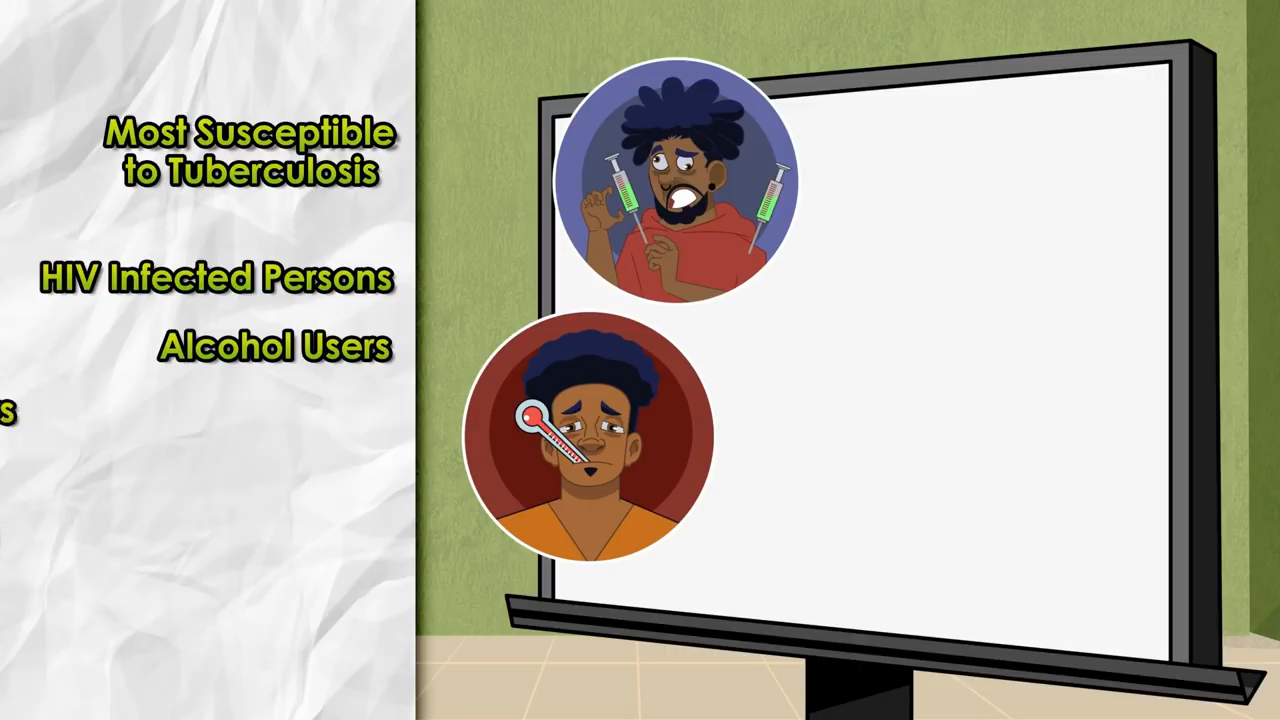 Most Susceptible
to Tuberculosis
HIV Infected Persons
Alcohol Users
s